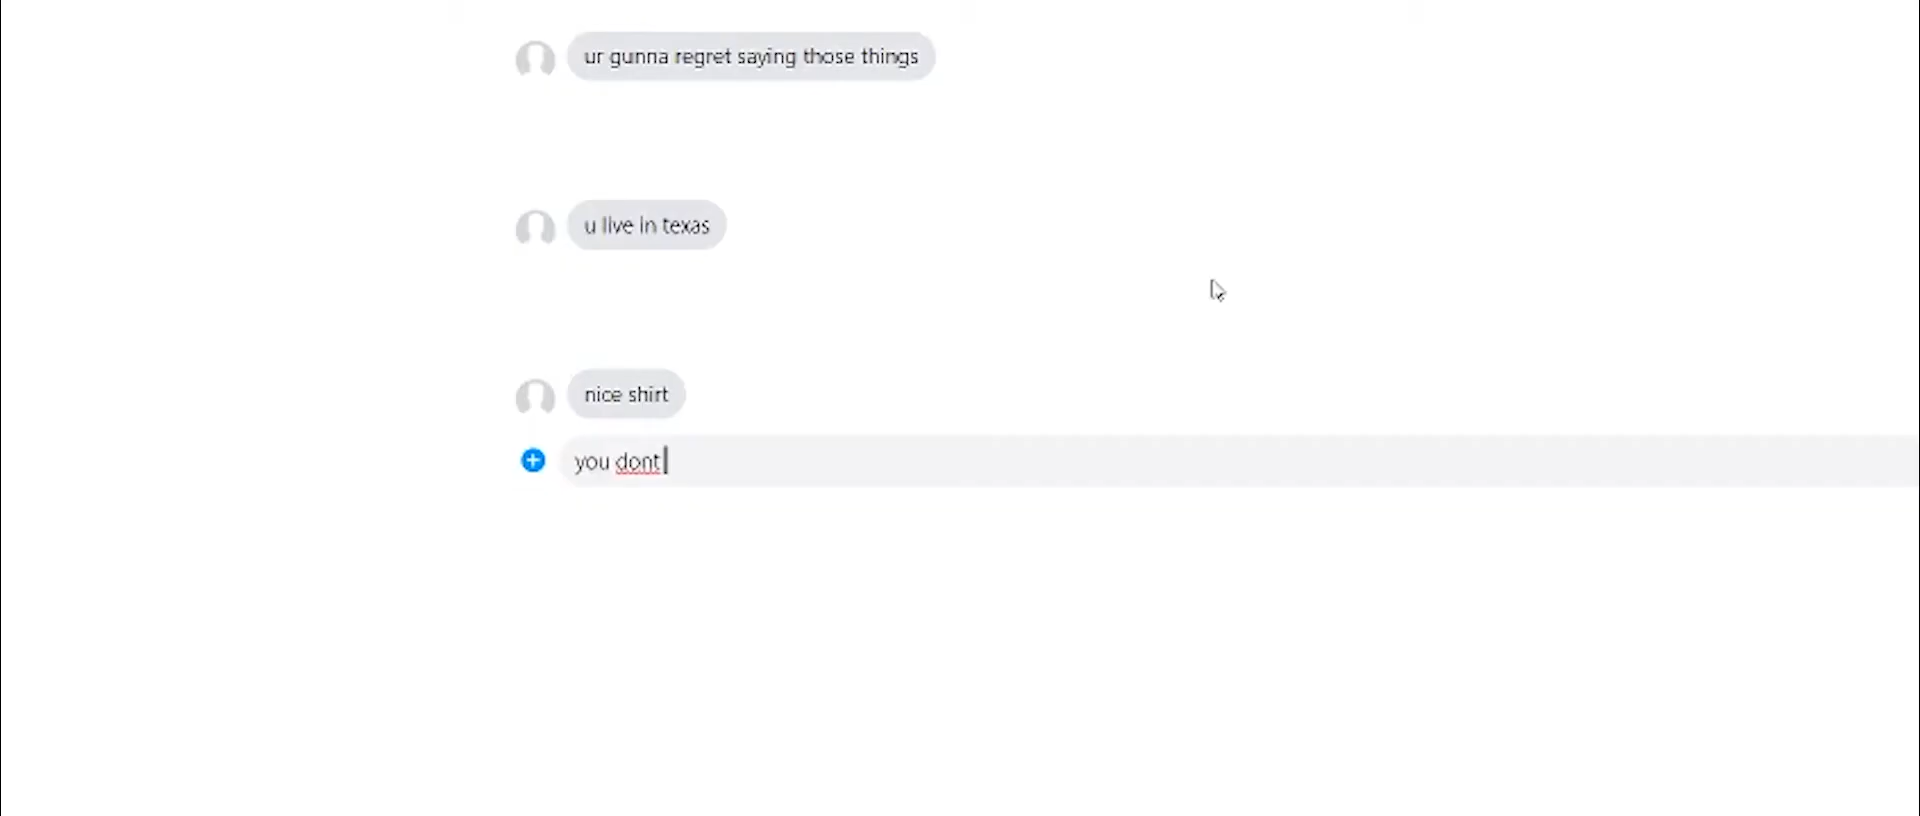 ur gunna regret saying those things
u live in texas
nice shirt
you dont